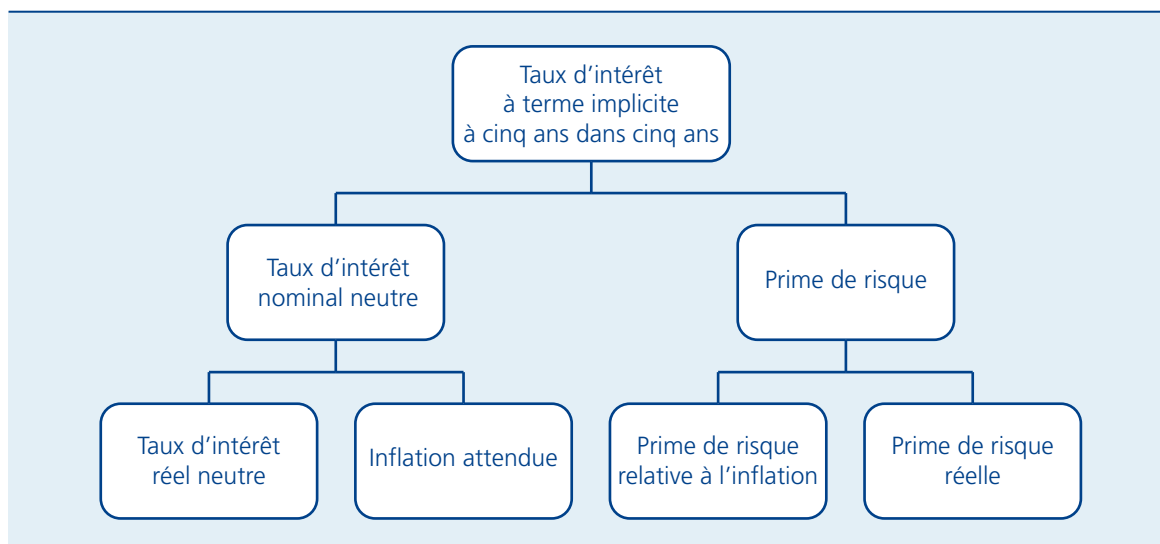 Taux d’intérêt
à terme implicite
à cinq ans dans cinq ans
Taux d’intérêt
nominal neutre
Prime de risque
Taux d’intérêt
réel neutre
Inflation attendue
Prime de risque
relative à l’inflation
Prime de risque
réelle